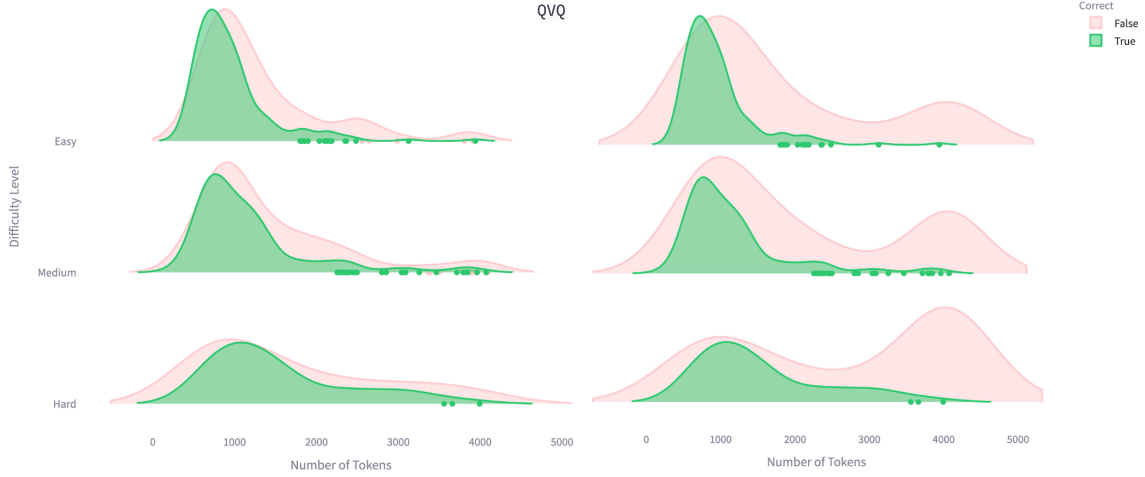 QVQ
Correct
False
True
Difficulty Level
Easy
Medium
Hard
0 1000 2000 3000 4000 5000
Number of Tokens
0 1000 2000 3000 4000 5000
Number of Tokens